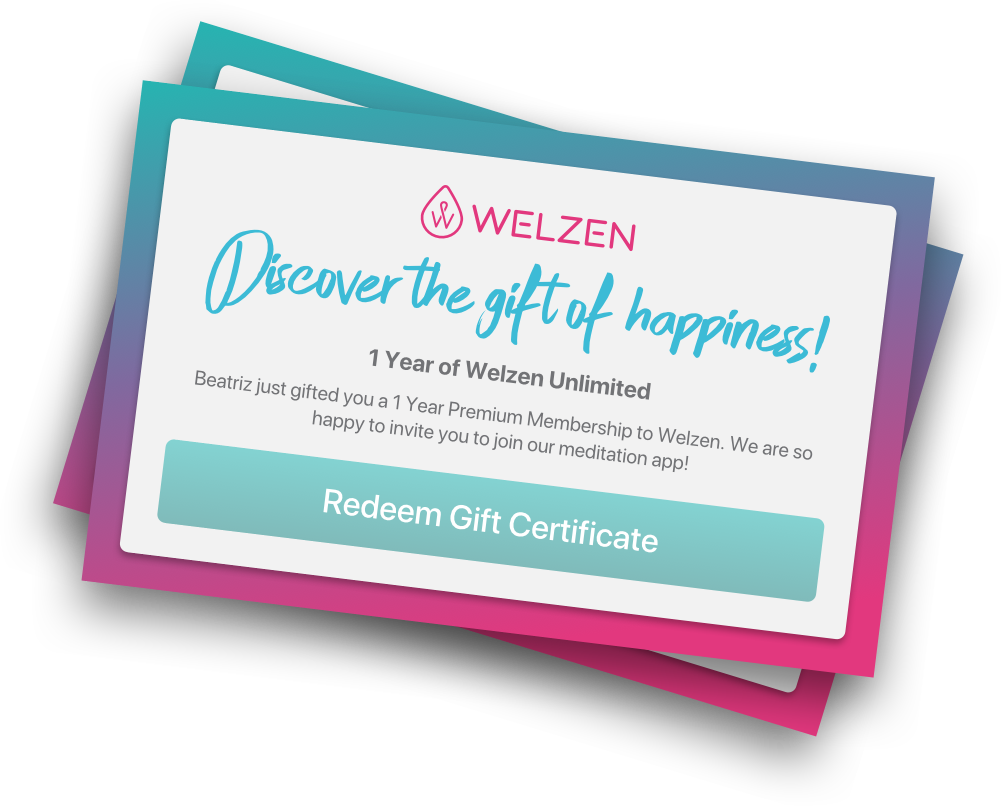 WELZEN
Discover the gift of happiness!
1 Year of Welzen Unlimited
Beatriz just gifted you a 1 Year Premium Membership to Welzen. We are so
happy to invite you to join our meditation app!
Redeem Gift Certificate